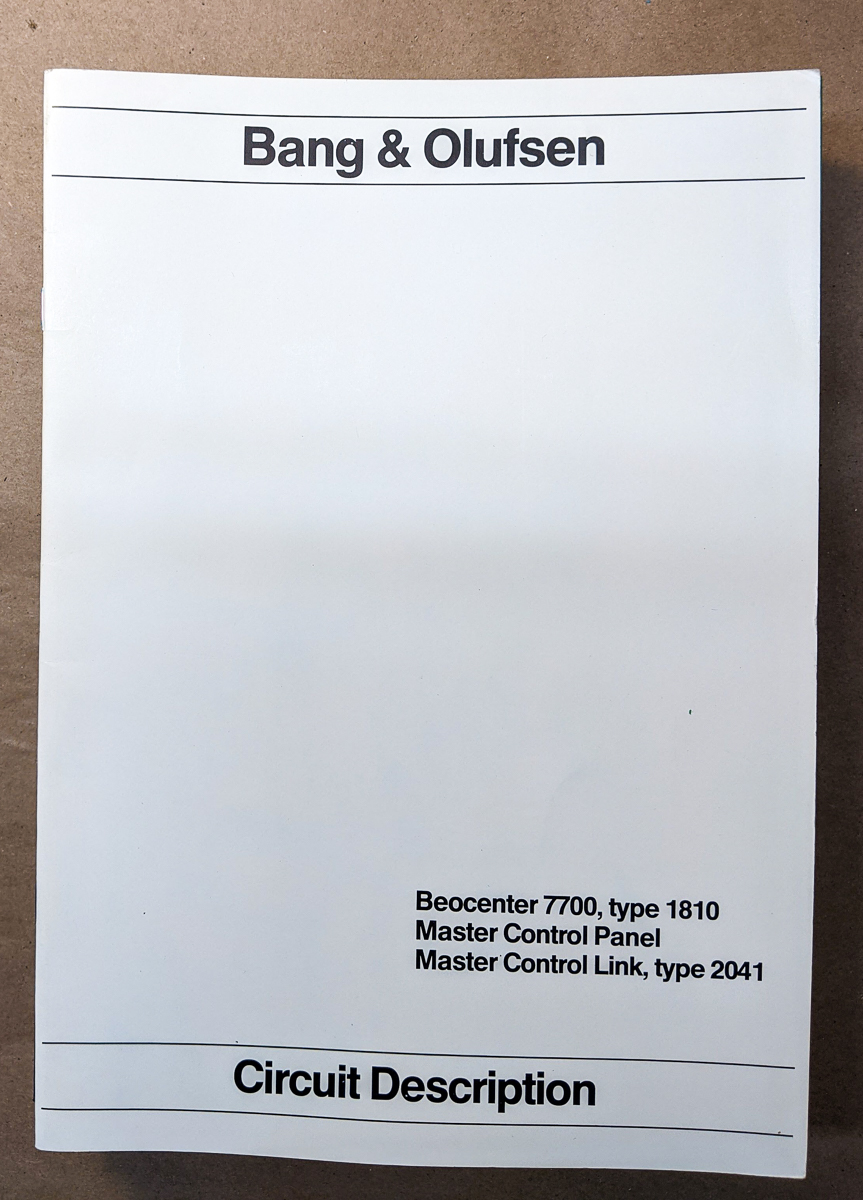 Bang & Olufsen
Beocenter 7700, type 1810
Master Control Panel
Master Control Link, type 2041
Circuit Description